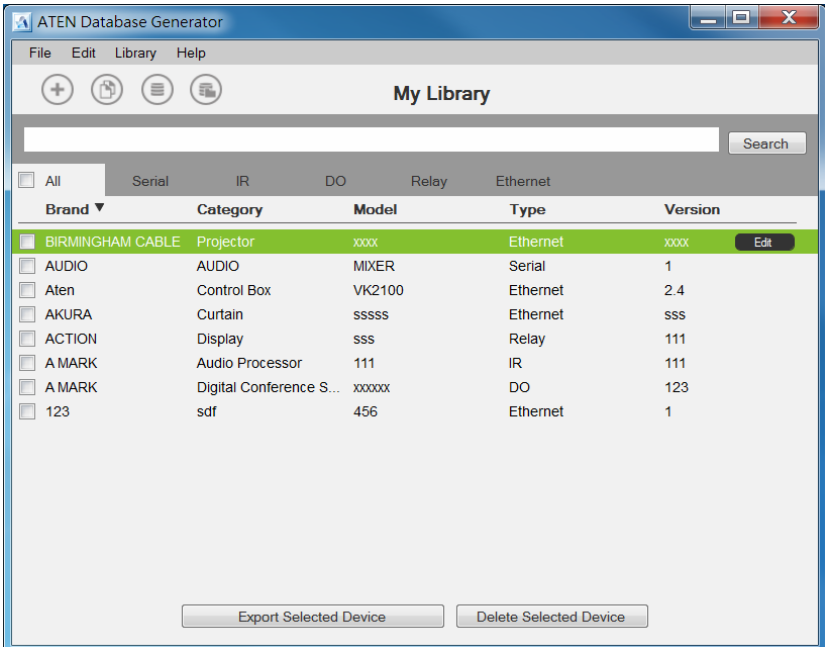 ATEN Database Generator
File Edit Library Help
My Library
Search
All Serial IR DO Relay Ethernet
Brand ▼ Category Model Type Version
BIRMINGHAM CABLE Projector xxxx Ethernet xxxx Edit
AUDIO AUDIO MIXER Serial 1
Aten Control Box VK2100 Ethernet 2.4
AKURA Curtain sssss Ethernet sss
ACTION Display sss Relay 111
A MARK Audio Processor 111 IR 111
A MARK Digital Conference S... xxxxxx DO 123
123 sdf 456 Ethernet 1
Export Selected Device Delete Selected Device